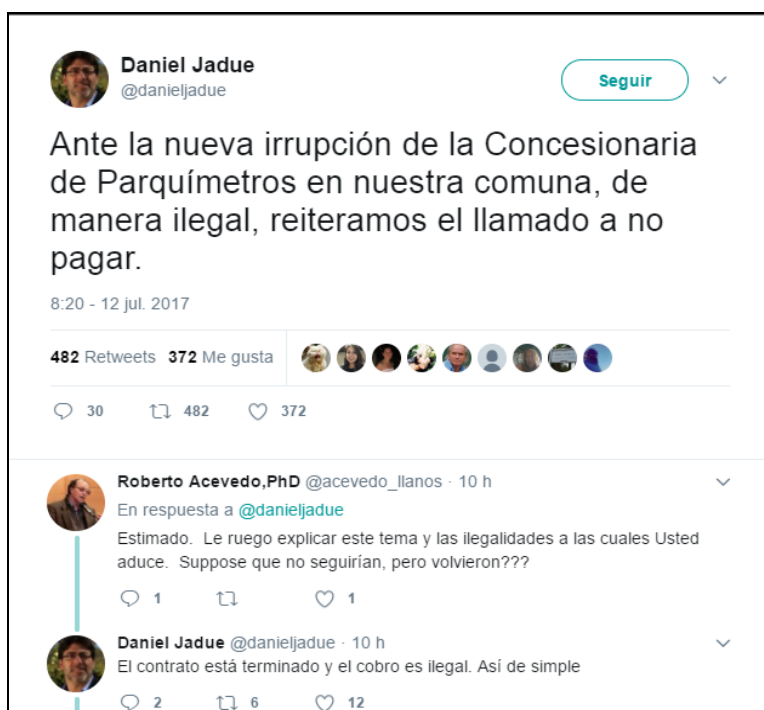 Daniel Jadue
@danieljadue
Seguir
Ante la nueva irrupción de la Concesionaria
de Parquímetros en nuestra comuna, de
manera ilegal, reiteramos el llamado a no
pagar.
8:20 - 12 jul. 2017
482 Retweets 372 Me gusta
30 482 372
Roberto Acevedo,PhD @acevedo_llanos · 10 h
En respuesta a @danieljadue
Estimado. Le ruego explicar este tema y las ilegalidades a las cuales Usted
aduce. Suppose que no seguirían, pero volvieron???
1 1
Daniel Jadue @danieljadue · 10 h
El contrato está terminado y el cobro es ilegal. Así de simple
2 6 12